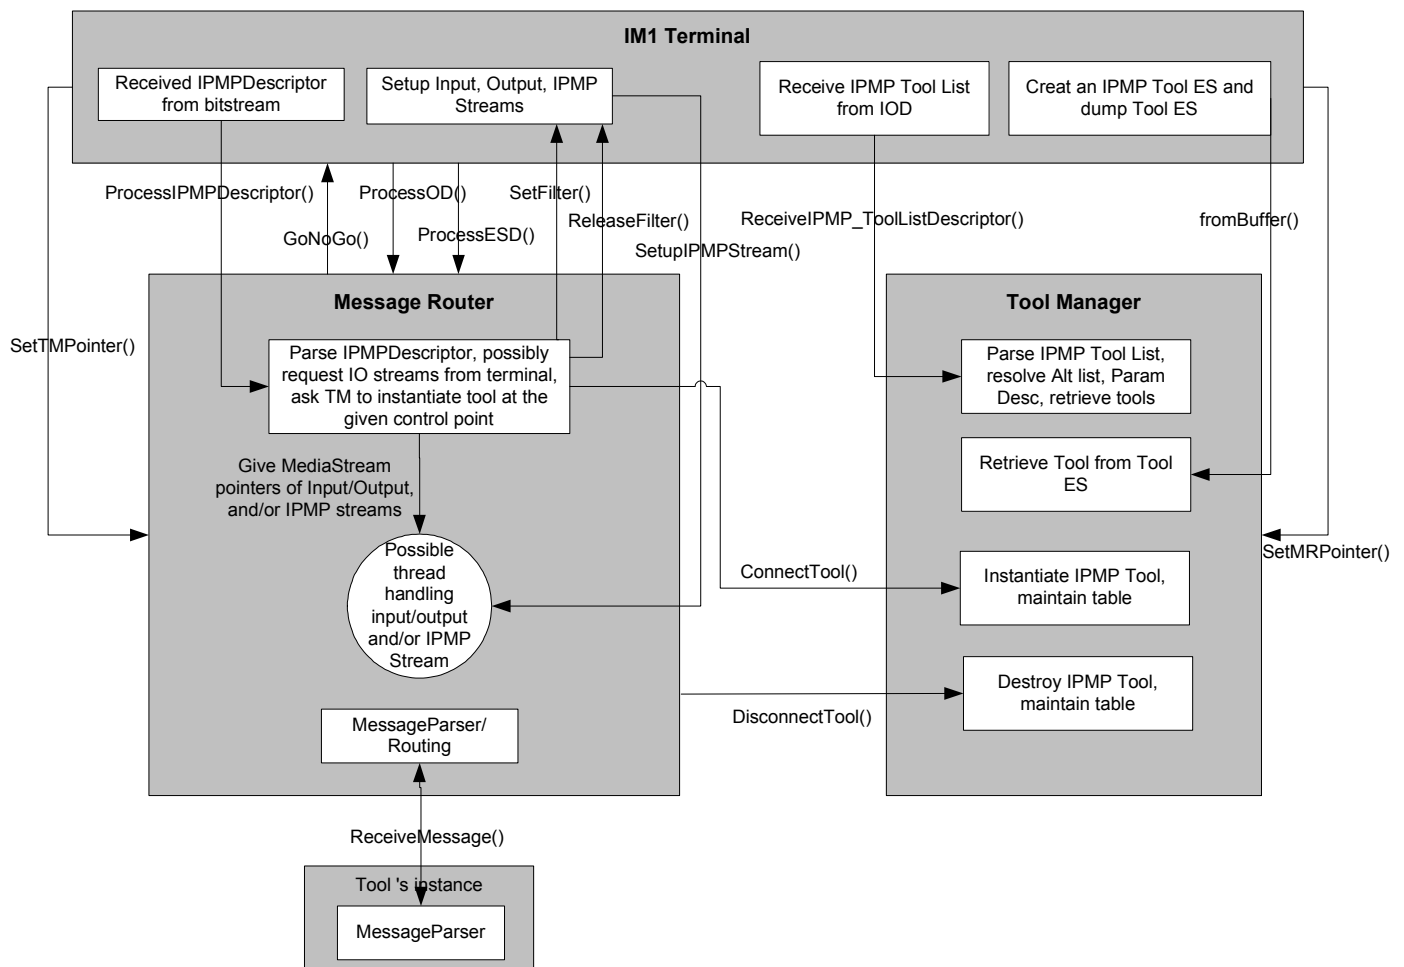 IM1 Terminal
Received IPMPDescriptor
from bitstream
Setup Input, Output, IPMP
Streams
Receive IPMP Tool List
from IOD
Creat an IPMP Tool ES and
dump Tool ES
ProcessIPMPDescriptor()
GoNoGo()
ProcessOD()
ProcessESD()
SetFilter()
ReleaseFilter()
SetupIPMPStream()
ReceiveIPMP_ToolListDescriptor()
fromBuffer()
SetTMPointer()
Message Router
Parse IPMPDescriptor, possibly
request IO streams from terminal,
ask TM to instantiate tool at the
given control point
Give MediaStream
pointers of Input/Output,
and/or IPMP streams
Possible
thread
handling
input/output
and/or IPMP
Stream
MessageParser/
Routing
Tool Manager
Parse IPMP Tool List,
resolve Alt list, Param
Desc, retrieve tools
Retrieve Tool from Tool
ES
SetMRPointer()
ConnectTool()
Instantiate IPMP Tool,
maintain table
DisconnectTool()
Destroy IPMP Tool,
maintain table
ReceiveMessage()
Tool 's instance
MessageParser